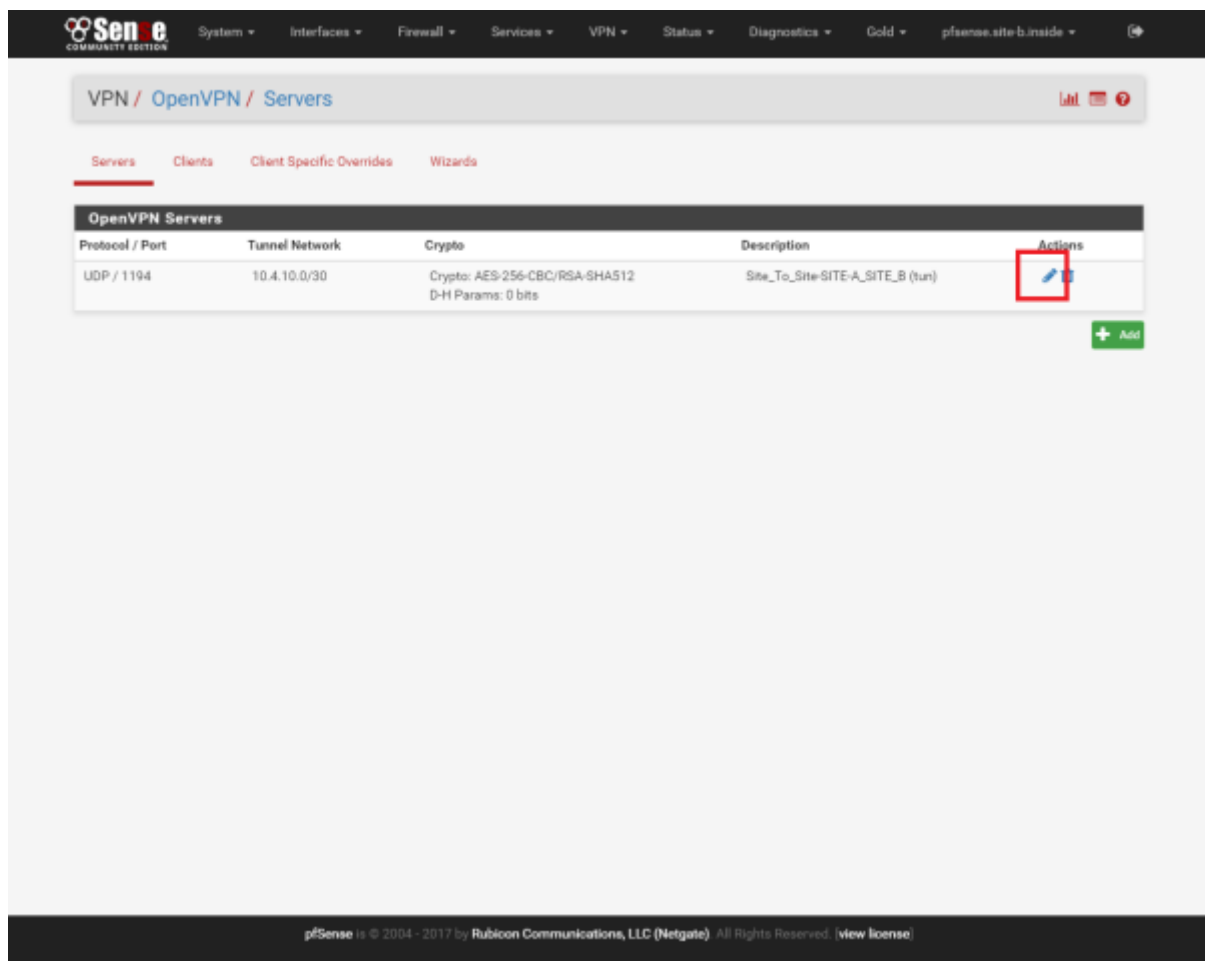 Sense
COMMUNITY EDITION
System Interfaces Firewall Services VPN Status Diagnostics Gold pfsense.site-b.inside
VPN / OpenVPN / Servers
Servers Clients Client Specific Overrides Wizards
OpenVPN Servers
Protocol / Port Tunnel Network Crypto Description Actions
UDP / 1194 10.4.10.0/30 Crypto: AES-256-CBC/RSA-SHA512 Site_To_Site-SITE-A_SITE_B (tun)
D-H Params: 0 bits
Add
pfSense is © 2004 - 2017 by Rubicon Communications, LLC (Netgate). All Rights Reserved. [view license]